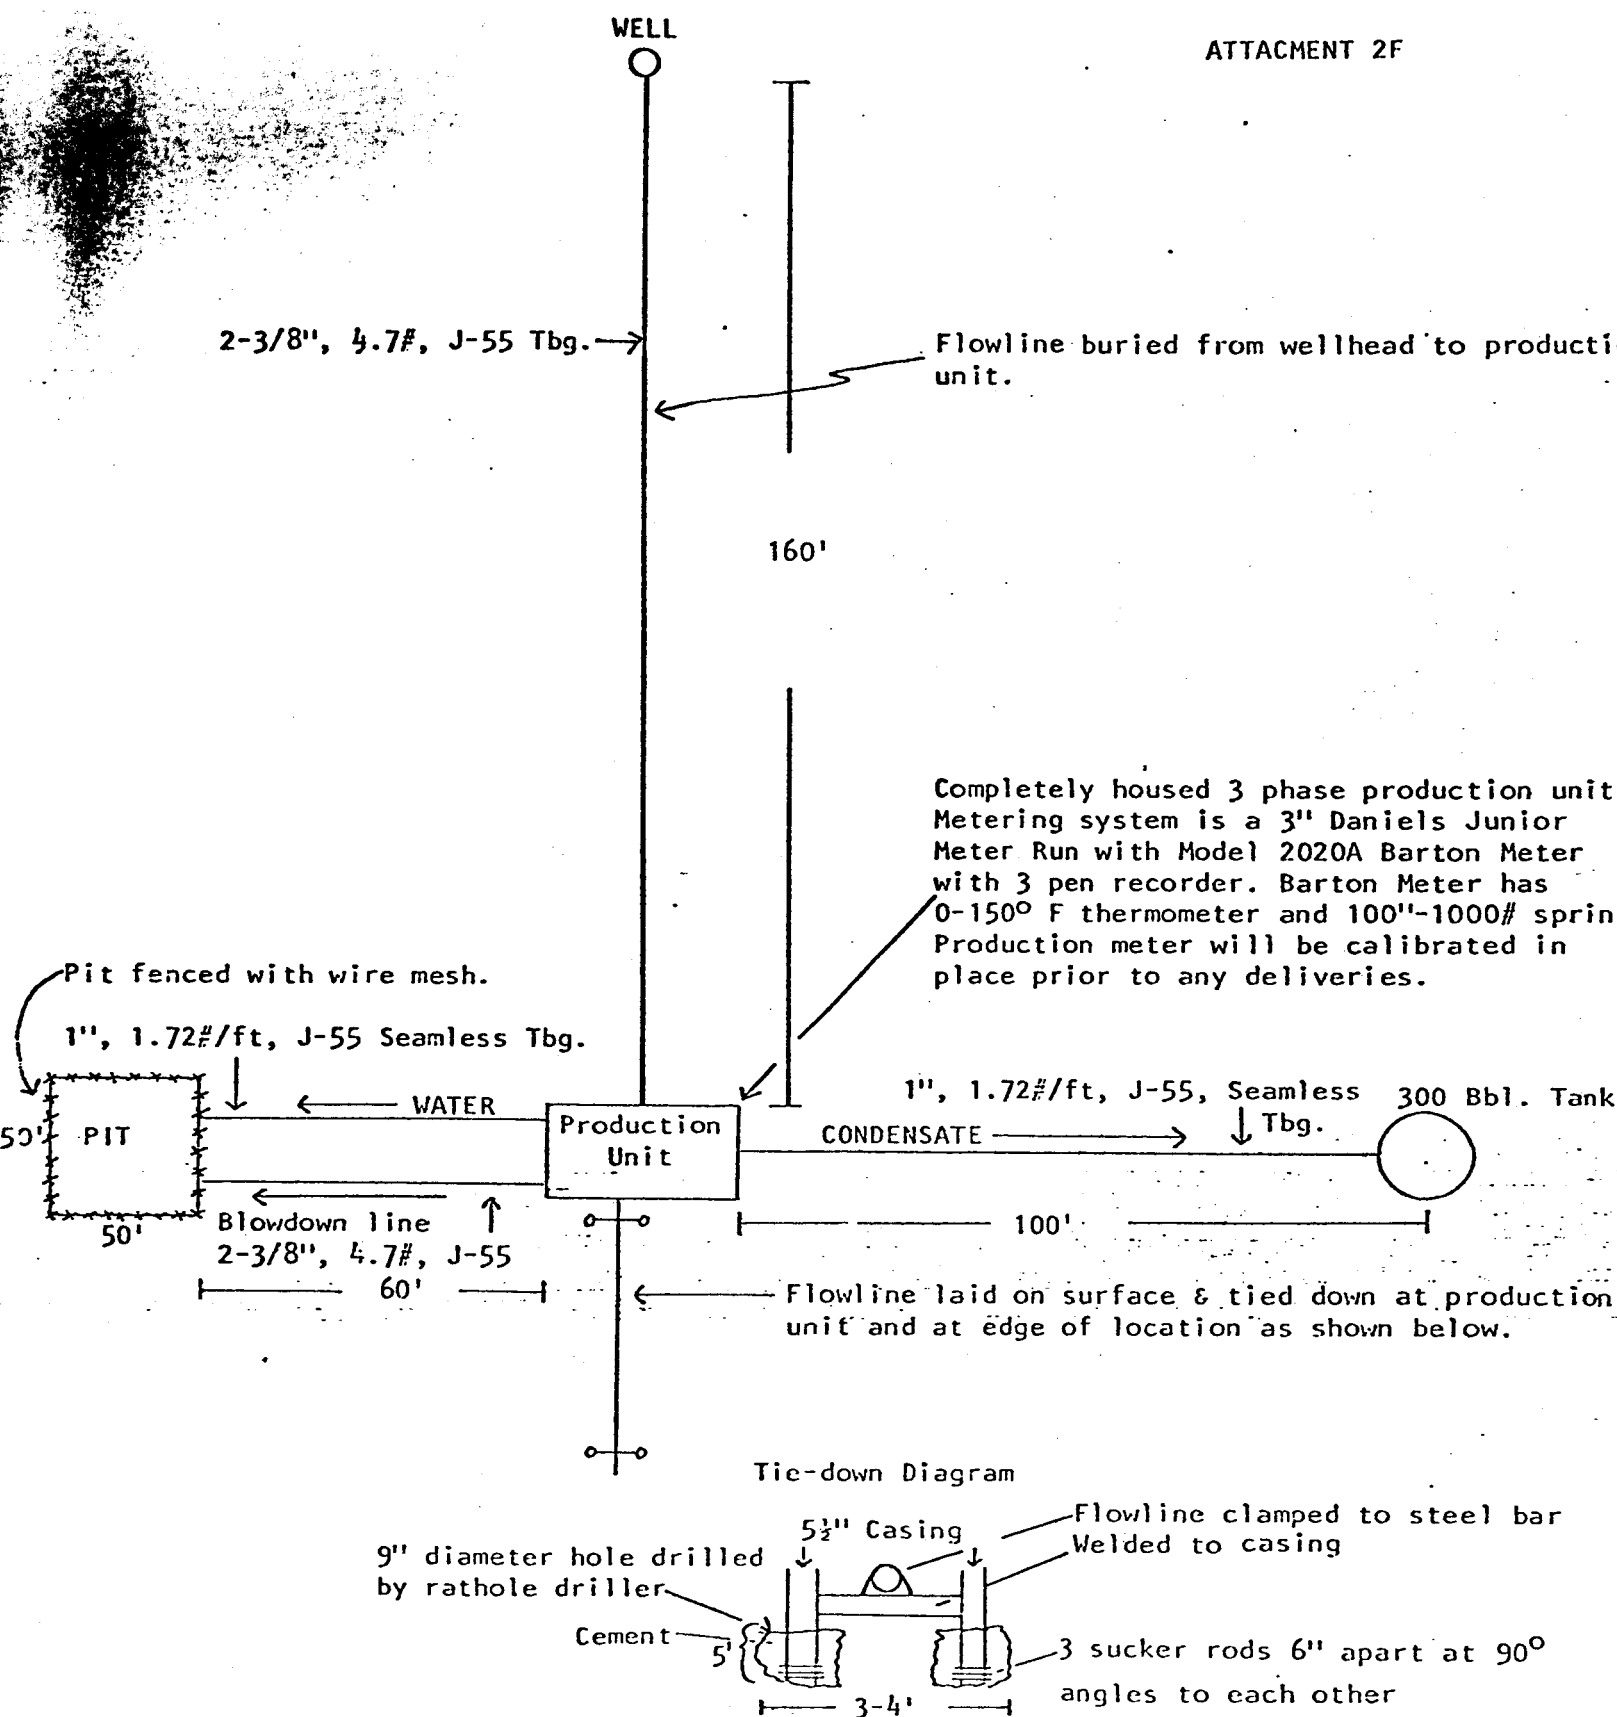 WELL
ATTACMENT 2F
2-3/8", 4.7#, J-55 Tbg.
Flowline buried from wellhead to producti
unit.
160'
Completely housed 3 phase production unit
Metering system is a 3" Daniels Junior
Meter Run with Model 2020A Barton Meter
with 3 pen recorder. Barton Meter has
0-150° F thermometer and 100"-1000# sprin
Production meter will be calibrated in
place prior to any deliveries.
Pit fenced with wire mesh.
1", 1.72#/ft, J-55 Seamless Tbg.
WATER
1", 1.72#/ft, J-55, Seamless
Tbg.
300 Bbl. Tank
50'
PIT
Production
Unit
CONDENSATE
50'
Blowdown line
2-3/8", 4.7#, J-55
60'
100'
Flowline laid on surface & tied down at production
unit and at edge of location as shown below.
Tie-down Diagram
5½" Casing
Flowline clamped to steel bar
Welded to casing
9" diameter hole drilled
by rathole driller
Cement
5'
3 sucker rods 6" apart at 90°
angles to each other
3-4'